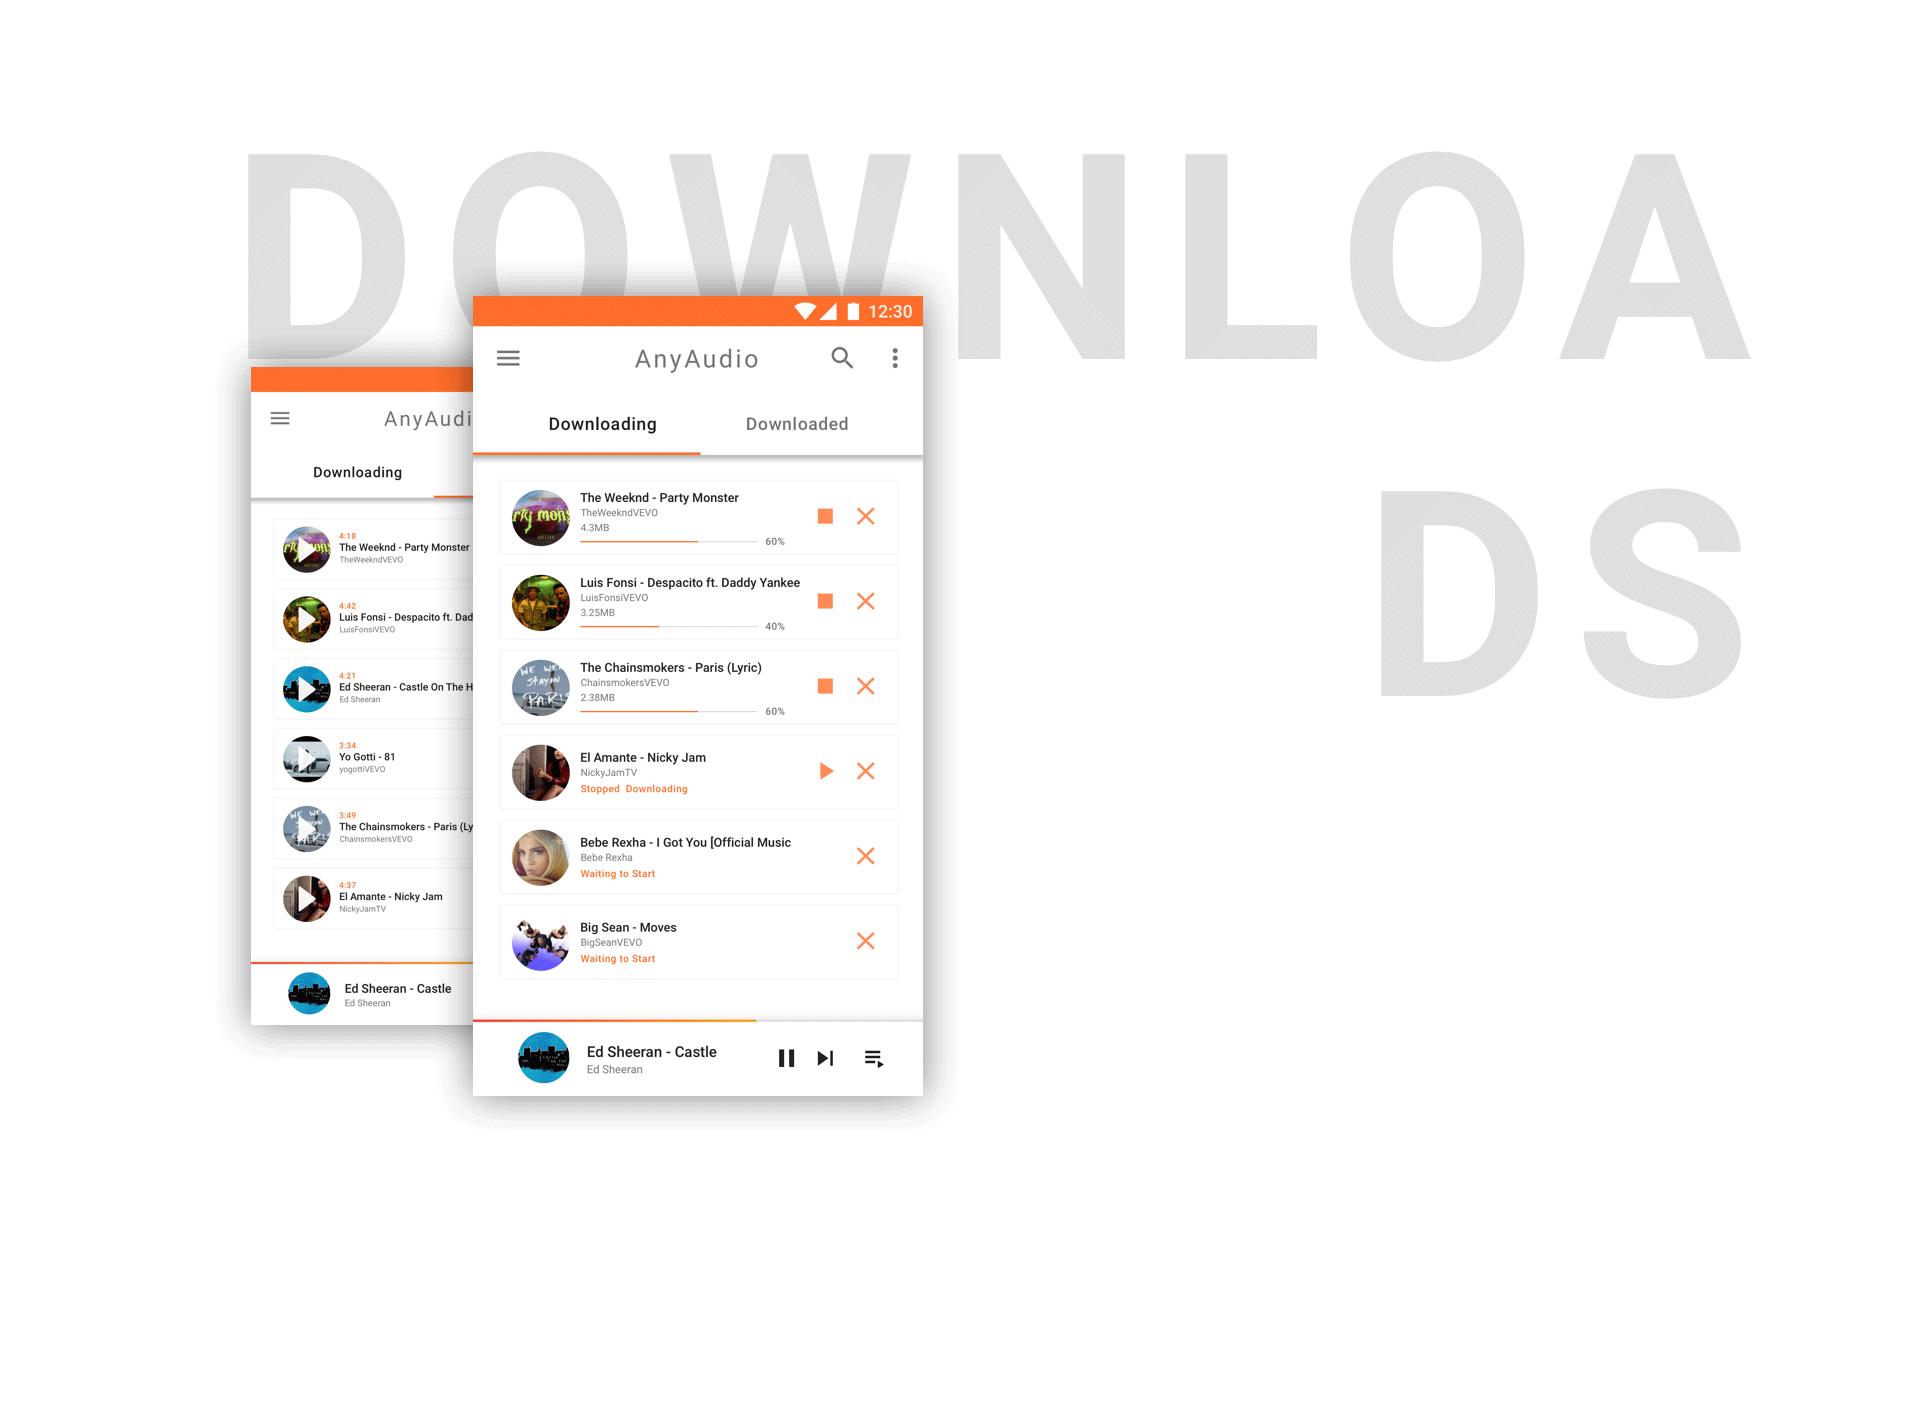 DOWNLOA
DS
12:30
AnyAudio
Downloading
Downloaded
The Weeknd - Party Monster
TheWeekndVEVO
4.3MB
60%
Luis Fonsi - Despacito ft. Daddy Yankee
LuisFonsiVEVO
3.25MB
40%
The Chainsmokers - Paris (Lyric)
ChainsmokersVEVO
2.38MB
60%
El Amante - Nicky Jam
NickyJamTV
Stopped Downloading
Bebe Rexha - I Got You [Official Music
Bebe Rexha
Waiting to Start
Big Sean - Moves
BigSeanVEVO
Waiting to Start
Ed Sheeran - Castle
Ed Sheeran
AnyAudi
Downloading
4:18
The Weeknd - Party Monster
TheWeekndVEVO
4:42
Luis Fonsi - Despacito ft. Dad
LuisFonsiVEVO
4:21
Ed Sheeran - Castle On The H
Ed Sheeran
3:34
Yo Gotti - 81
yogottiVEVO
3:49
The Chainsmokers - Paris (Ly
ChainsmokersVEVO
4:37
El Amante - Nicky Jam
NickyJamTV
Ed Sheeran - Castle
Ed Sheeran